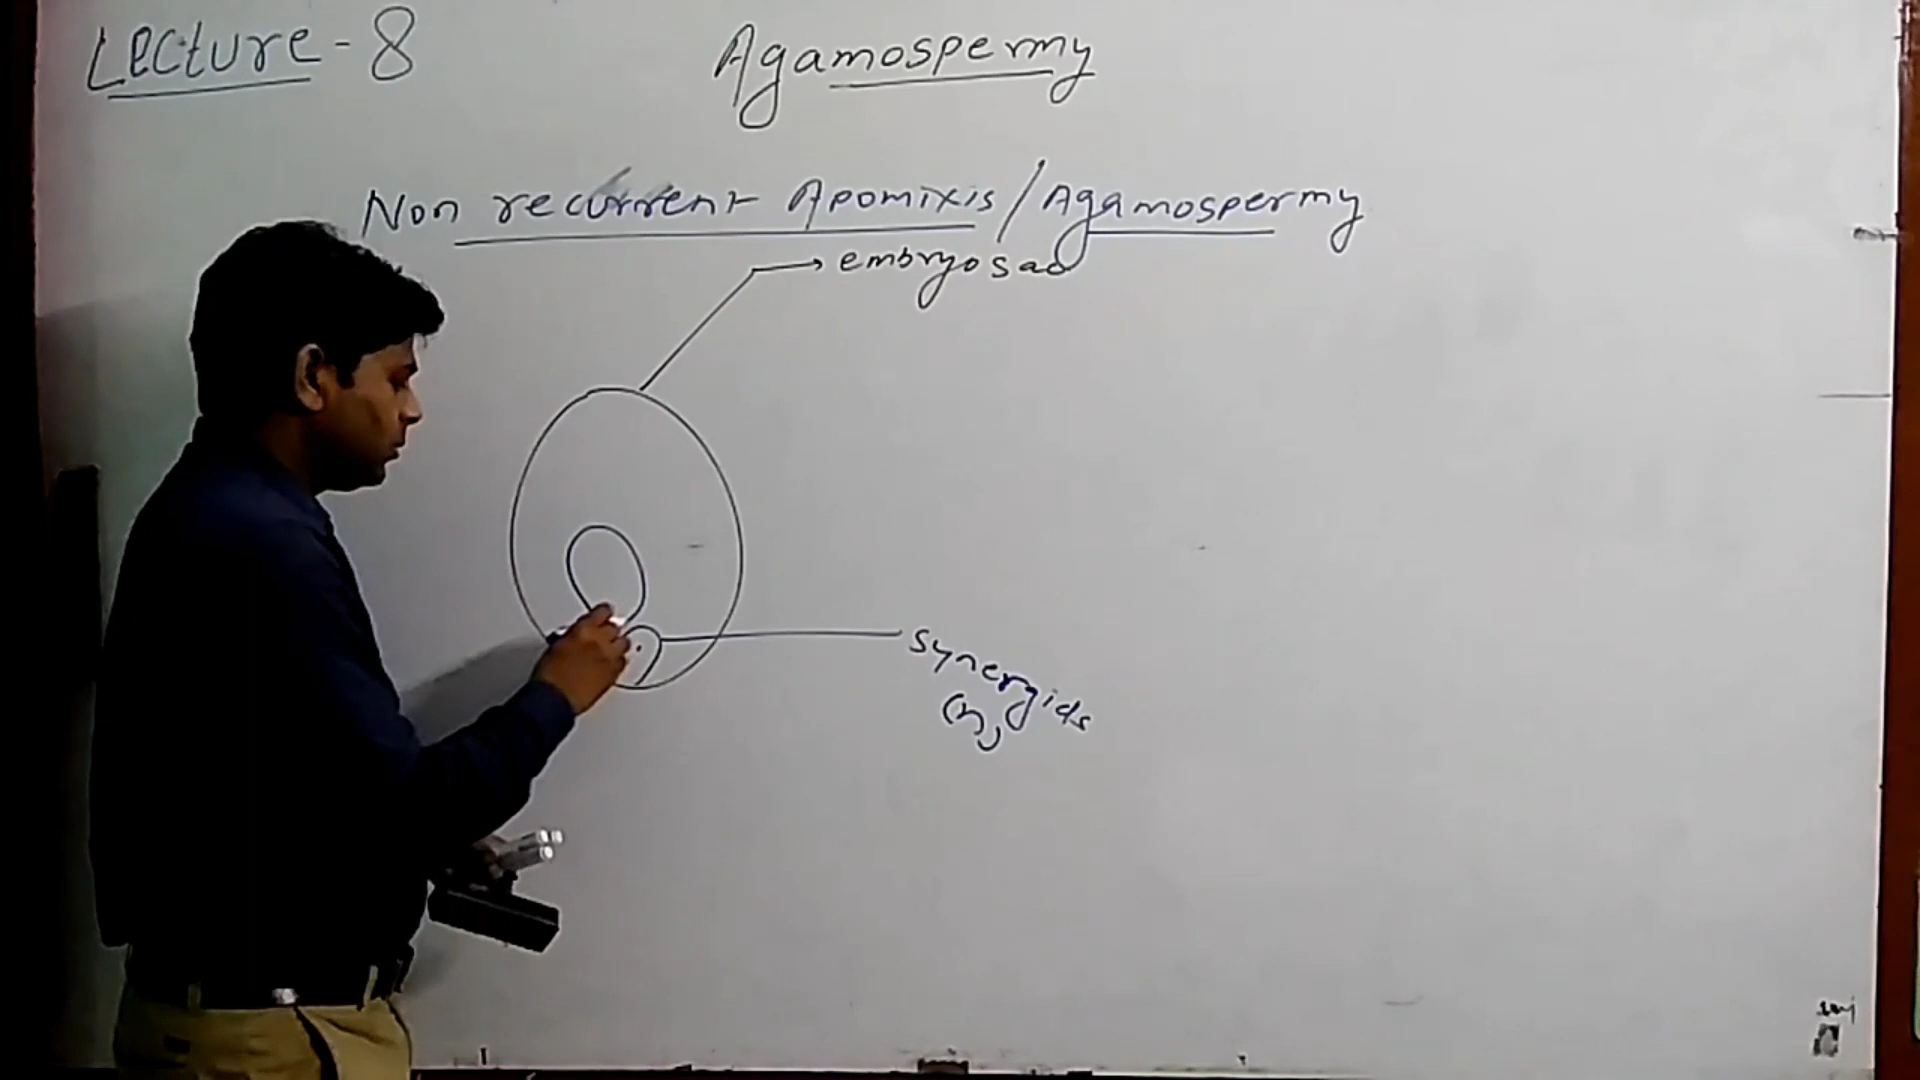 Lecture-8
Agamospermy
Non recurrent Apomixis/Agamospermy
embryosac
synergids
(n)